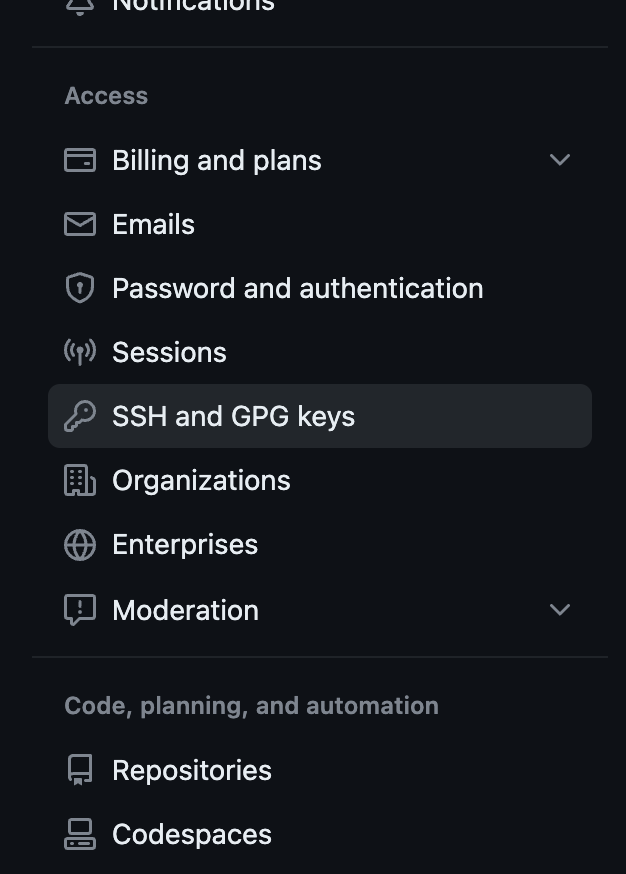 Notifications
Access
Billing and plans
Emails
Password and authentication
Sessions
SSH and GPG keys
Organizations
Enterprises
Moderation
Code, planning, and automation
Repositories
Codespaces